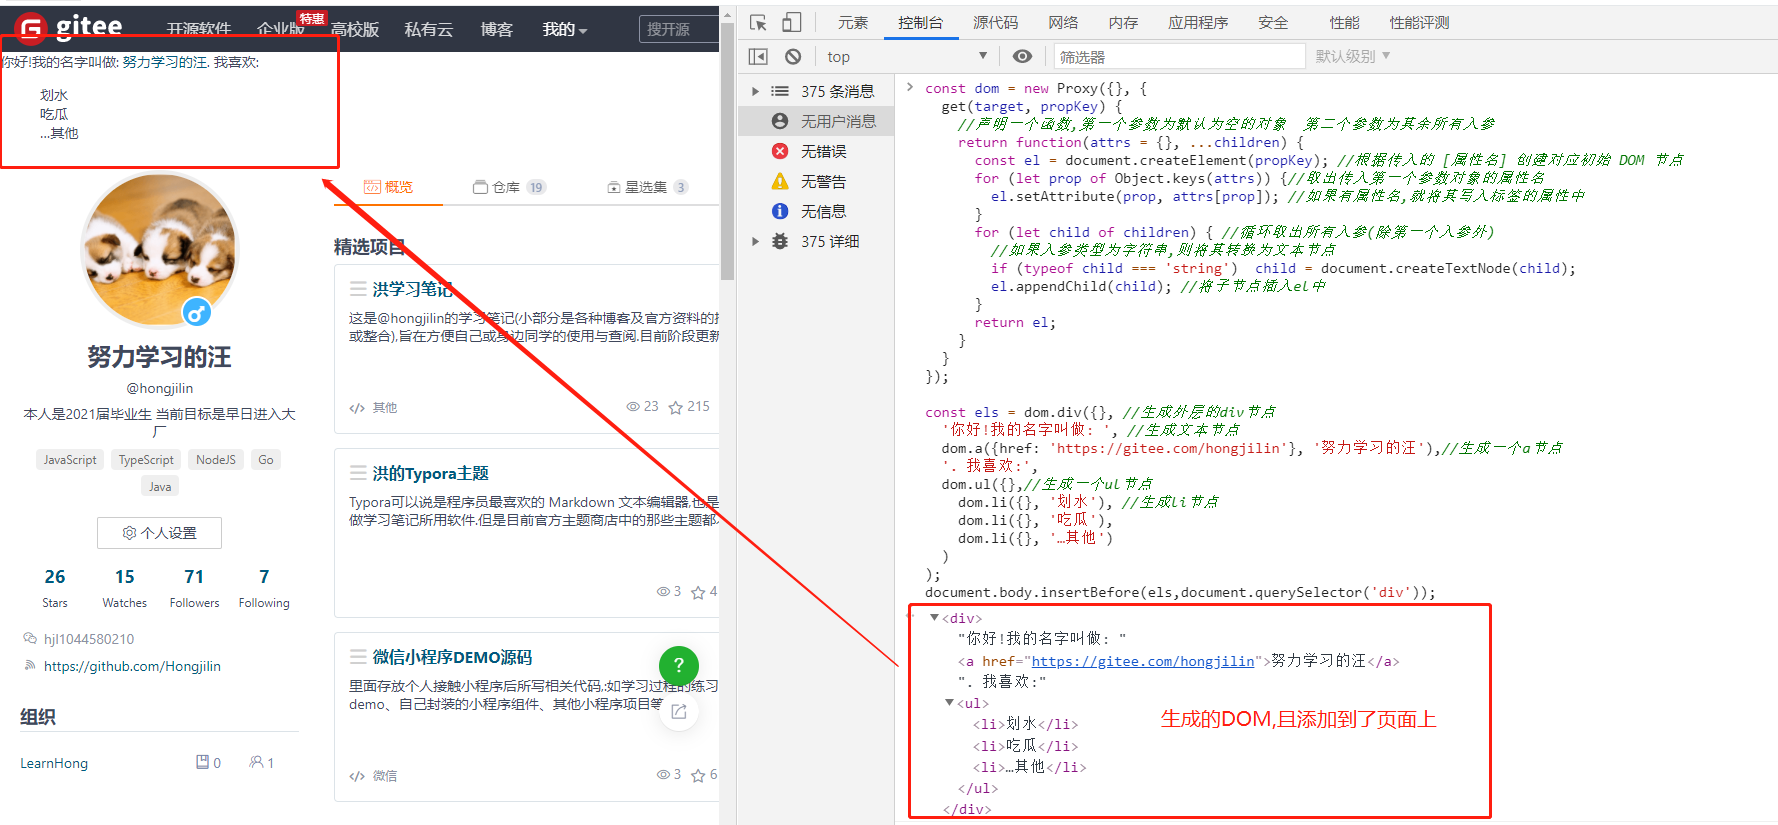 gitee
开源软件
企业版
特惠
高校版
私有云
博客
我的
搜开源
你好!我的名字叫做: 努力学习的汪. 我喜欢:
划水
吃瓜
...其他
努力学习的汪
@hongjilin
本人是2021届毕业生 当前目标是早日进入大
厂
JavaScript
TypeScript
NodeJS
Go
Java
个人设置
26
15
71
7
Stars
Watches
Followers
Following
hjl1044580210
https://github.com/Hongjilin
组织
LearnHong
0
1
概览
仓库 19
星选集 3
精选项目
洪学习笔记
这是@hongjilin的学习笔记(小部分是各种博客及官方资料的
或整合),旨在方便自己或身边同学的使用与查阅.目前阶段更新
其他
23
215
洪的Typora主题
Typora可以说是程序员最喜欢的 Markdown 文本编辑器,也是
做学习笔记所用软件.但是目前官方主题商店中的那些主题都
3
4
微信小程序DEMO源码
里面存放个人接触小程序后所写相关代码,:如学习过程的练习
demo、自己封装的小程序组件、其他小程序项目等
?
微信
3
6
元素
控制台
源代码
网络
内存
应用程序
安全
性能
性能评测
top
筛选器
默认级别
375 条消息
无用户消息
无错误
无警告
无信息
375 详细
const dom = new Proxy({}, {
get(target, propKey) {
//声明一个函数,第一个参数为默认为空的对象 第二个参数为其余所有入参
return function(attrs = {}, ...children) {
const el = document.createElement(propKey); //根据传入的 [属性名] 创建对应初始 DOM 节点
for (let prop of Object.keys(attrs)) {//取出传入第一个参数对象的属性名
el.setAttribute(prop, attrs[prop]); //如果有属性名,就将其写入标签的属性中
}
for (let child of children) { //循环取出所有入参(除第一个入参外)
//如果入参类型为字符串,则将其转换为文本节点
if (typeof child === 'string')  child = document.createTextNode(child);
el.appendChild(child); //将子节点插入el中
}
return el;
}
}
});
const els = dom.div({}, //生成外层的div节点
'你好!我的名字叫做: ', //生成文本节点
dom.a({href: 'https://gitee.com/hongjilin'}, '努力学习的汪'),//生成一个a节点
'. 我喜欢:',
dom.ul({},//生成一个ul节点
dom.li({}, '划水'), //生成li节点
dom.li({}, '吃瓜'),
dom.li({}, '…其他')
)
);
document.body.insertBefore(els,document.querySelector('div'));
<div>
"你好!我的名字叫做: "
<a href="https://gitee.com/hongjilin">努力学习的汪</a>
". 我喜欢:"
<ul>
<li>划水</li>
<li>吃瓜</li>
<li>…其他</li>
</ul>
</div>
生成的DOM,且添加到了页面上